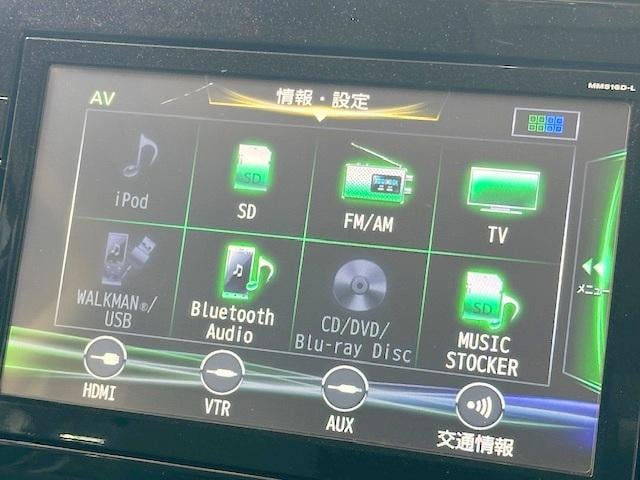 MM516D-L
AV
情報・設定
iPod
SD
SD
FM/AM
TV
メニュー
WALKMAN®/
USB
Bluetooth
Audio
CD/DVD/
Blu-ray Disc
SD
MUSIC
STOCKER
HDMI
VTR
AUX
交通情報